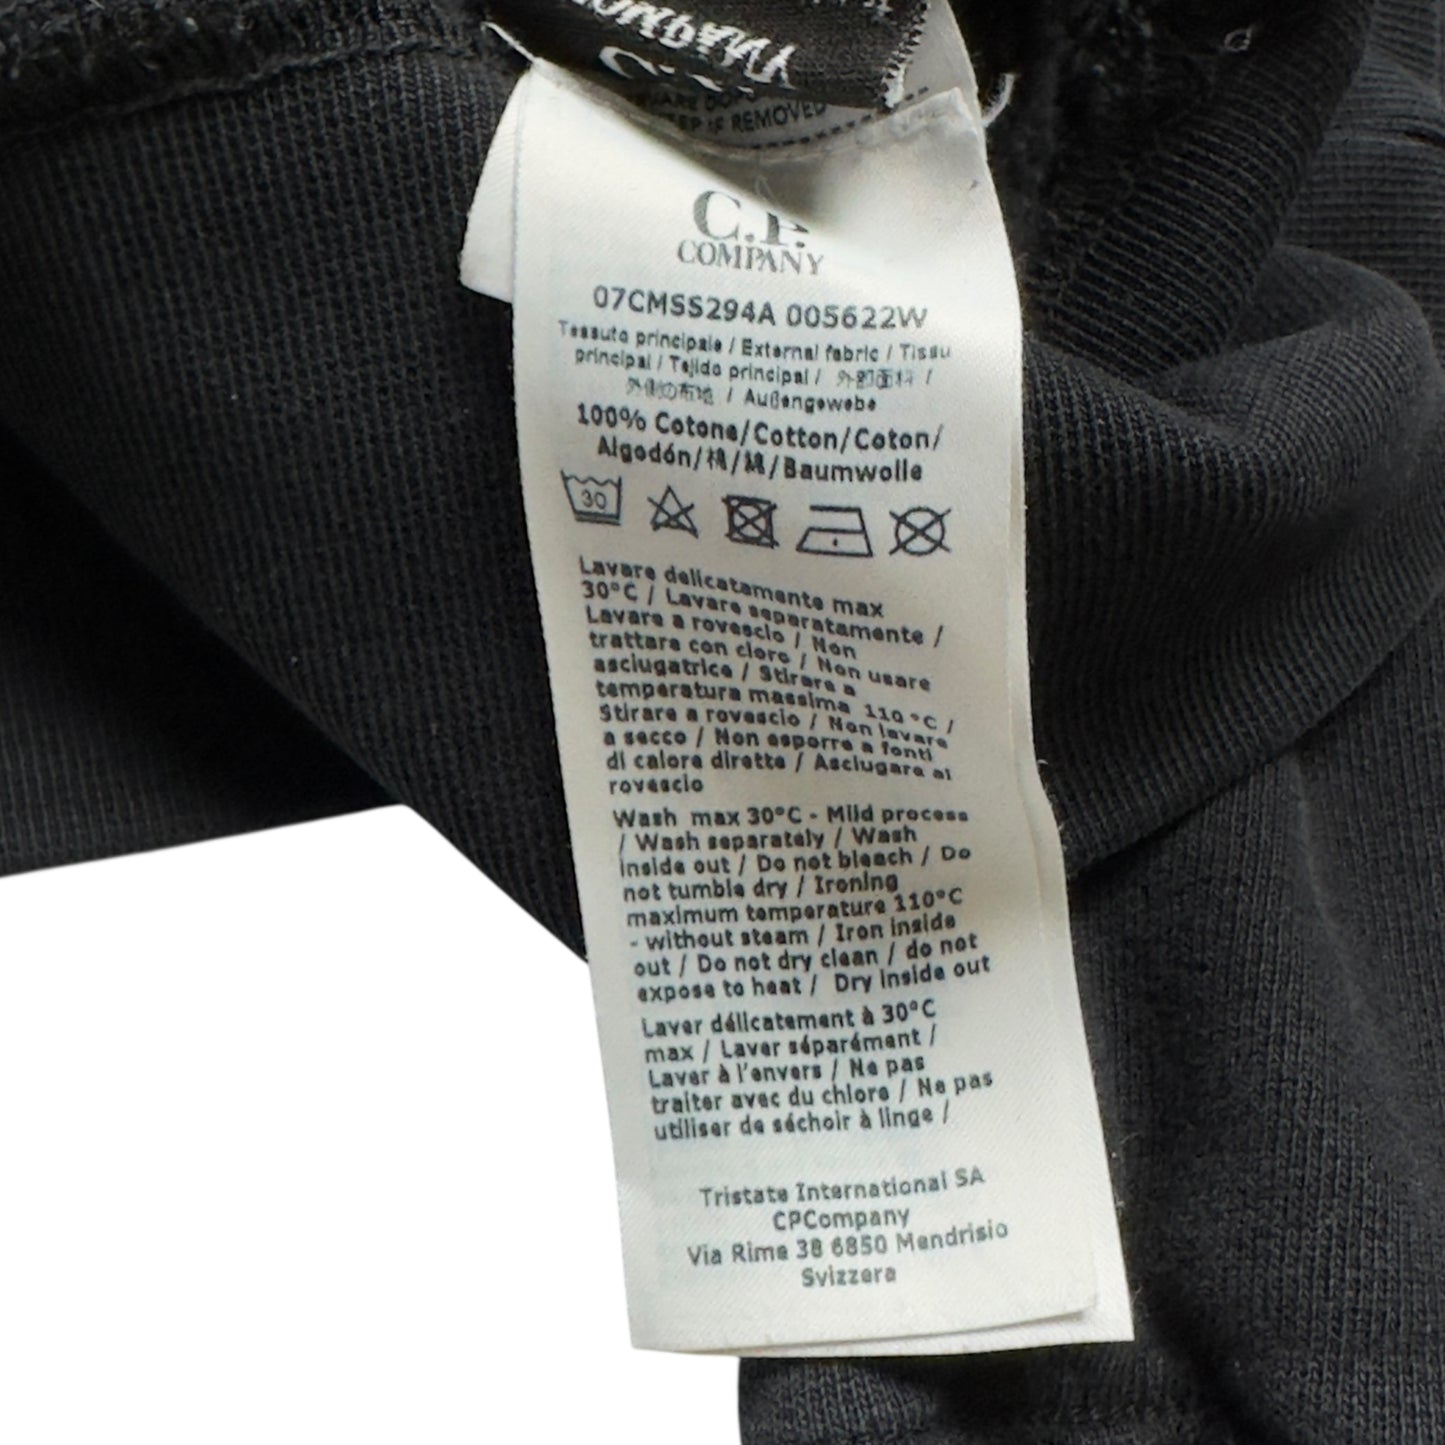 COMPANY
IF REMOVED
C.P.
COMPANY
07CMSS294A 005622W
Tessuto principale / External fabric / Tissu
principal / Tejido principal / 外部面料 /
外側の布地 / Außengewebe
100% Cotone/Cotton/Coton/
Algodón/棉/綿/Baumwolle
30
Lavare delicatamente max
30°C / Lavare separatamente /
Lavare a rovescio / Non
trattare con cloro / Non usare
asciugatrice / Stirare a
temperatura massima 110°C /
Stirare a rovescio / Non lavare
a secco / Non esporre a fonti
di calore dirette / Asciugare al
rovescio
Wash max 30°C - Mild process
/ Wash separately / Wash
inside out / Do not bleach / Do
not tumble dry / Ironing
maximum temperature 110°C
- without steam / Iron inside
out / Do not dry clean / do not
expose to heat / Dry inside out
Laver délicatement à 30°C
max / Laver séparément /
Laver à l'envers / Ne pas
traiter avec du chlore / Ne pas
utiliser de séchoir à linge /
Tristate International SA
CPCompany
Via Rime 38 6850 Mendrisio
Svizzera